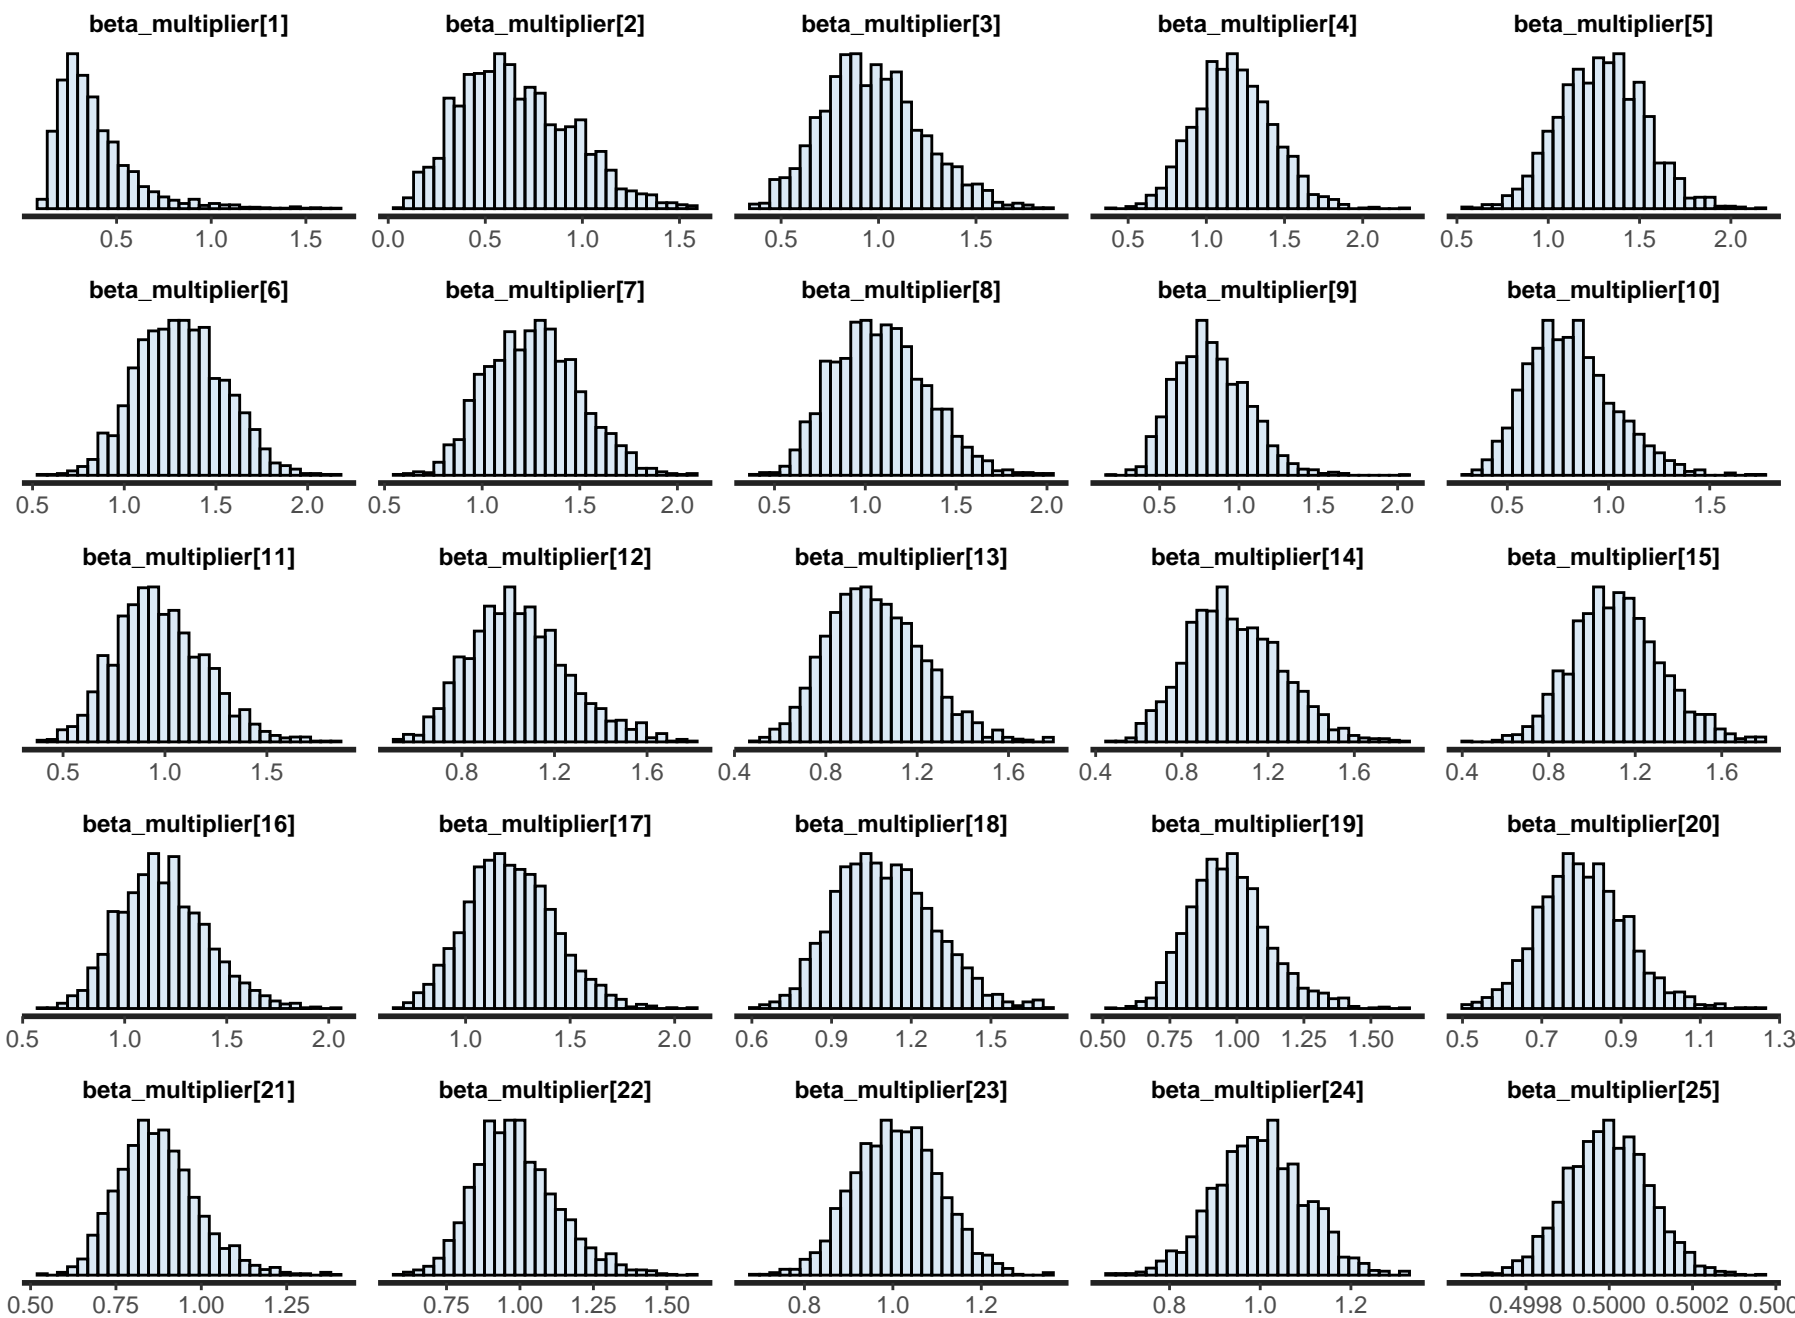 beta_multiplier[1] beta_multiplier[2] beta_multiplier[3] beta_multiplier[4] beta_multiplier[5]
0.5 1.0 1.5 0.0 0.5 1.0 1.5 0.5 1.0 1.5 0.5 1.0 1.5 2.0 0.5 1.0 1.5 2.0
beta_multiplier[6] beta_multiplier[7] beta_multiplier[8] beta_multiplier[9] beta_multiplier[10]
0.5 1.0 1.5 2.0 0.5 1.0 1.5 2.0 0.5 1.0 1.5 2.0 0.5 1.0 1.5 2.0 0.5 1.0 1.5
beta_multiplier[11] beta_multiplier[12] beta_multiplier[13] beta_multiplier[14] beta_multiplier[15]
0.5 1.0 1.5 0.8 1.2 1.6 0.4 0.8 1.2 1.6 0.4 0.8 1.2 1.6 0.4 0.8 1.2 1.6
beta_multiplier[16] beta_multiplier[17] beta_multiplier[18] beta_multiplier[19] beta_multiplier[20]
0.5 1.0 1.5 2.0 1.0 1.5 2.0 0.6 0.9 1.2 1.5 0.50 0.75 1.00 1.25 1.50 0.5 0.7 0.9 1.1 1.3
beta_multiplier[21] beta_multiplier[22] beta_multiplier[23] beta_multiplier[24] beta_multiplier[25]
0.50 0.75 1.00 1.25 0.75 1.00 1.25 1.50 0.8 1.0 1.2 0.8 1.0 1.2 0.4998 0.5000 0.5002